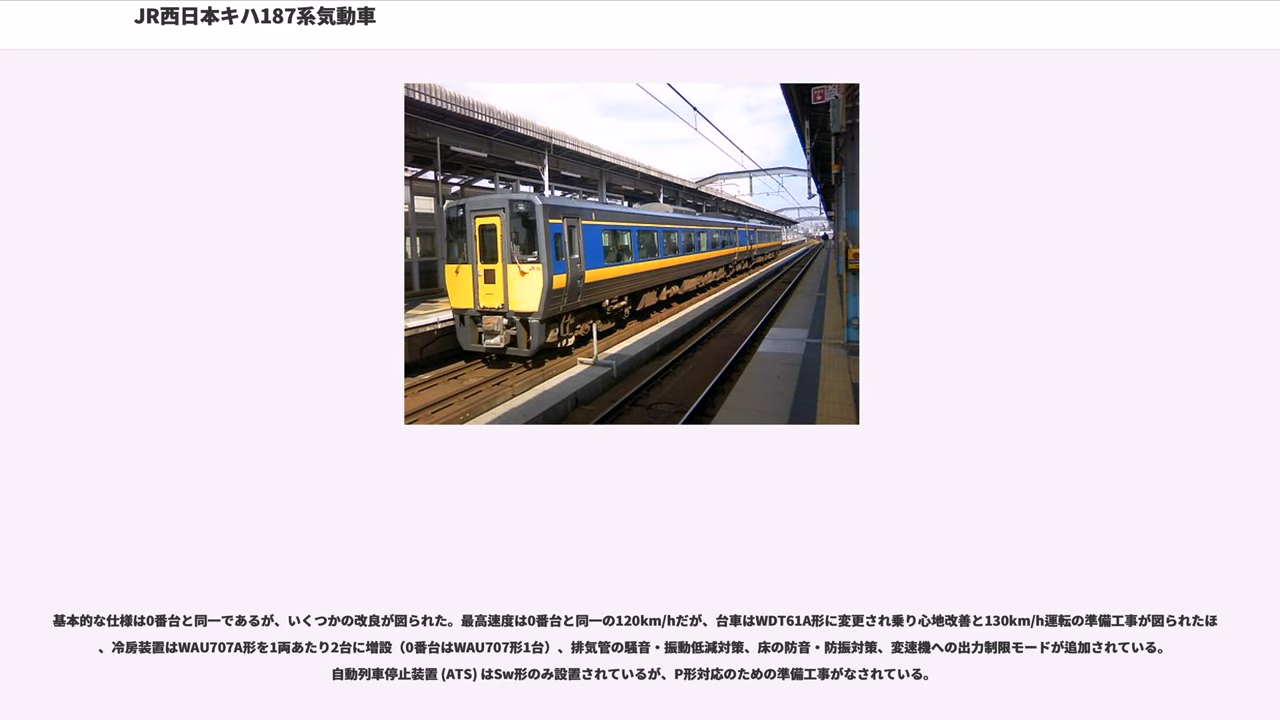 JR西日本キハ187系気動車
基本的な仕様は0番台と同一であるが、いくつかの改良が図られた。最高速度は0番台と同一の120km/hだが、台車はWDT61A形に変更され乗り心地改善と130km/h運転の準備工事が図られたほ
、冷房装置はWAU707A形を1両あたり2台に増設（0番台はWAU707形1台）、排気管の騒音・振動低減対策、床の防音・防振対策、変速機への出力制限モードが追加されている。
自動列車停止装置 (ATS) はSw形のみ設置されているが、P形対応のための準備工事がなされている。